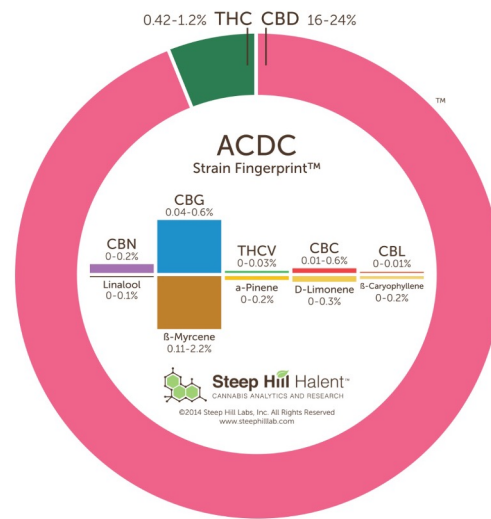 0.42-1.2% THC CBD 16-24%
™
ACDC
Strain Fingerprint™
CBG
0.04-0.6%
CBN
0-0.2%
THCV
0-0.03%
CBC
0.01-0.6%
CBL
0-0.01%
Linalool
0-0.1%
ß-Myrcene
0.11-2.2%
a-Pinene
0-0.2%
D-Limonene
0-0.3%
ß-Caryophyllene
0-0.2%
Steep Hill Halent™
CANNABIS ANALYTICS AND RESEARCH
©2014 Steep Hill Labs, Inc. All Rights Reserved
www.steephilllab.com